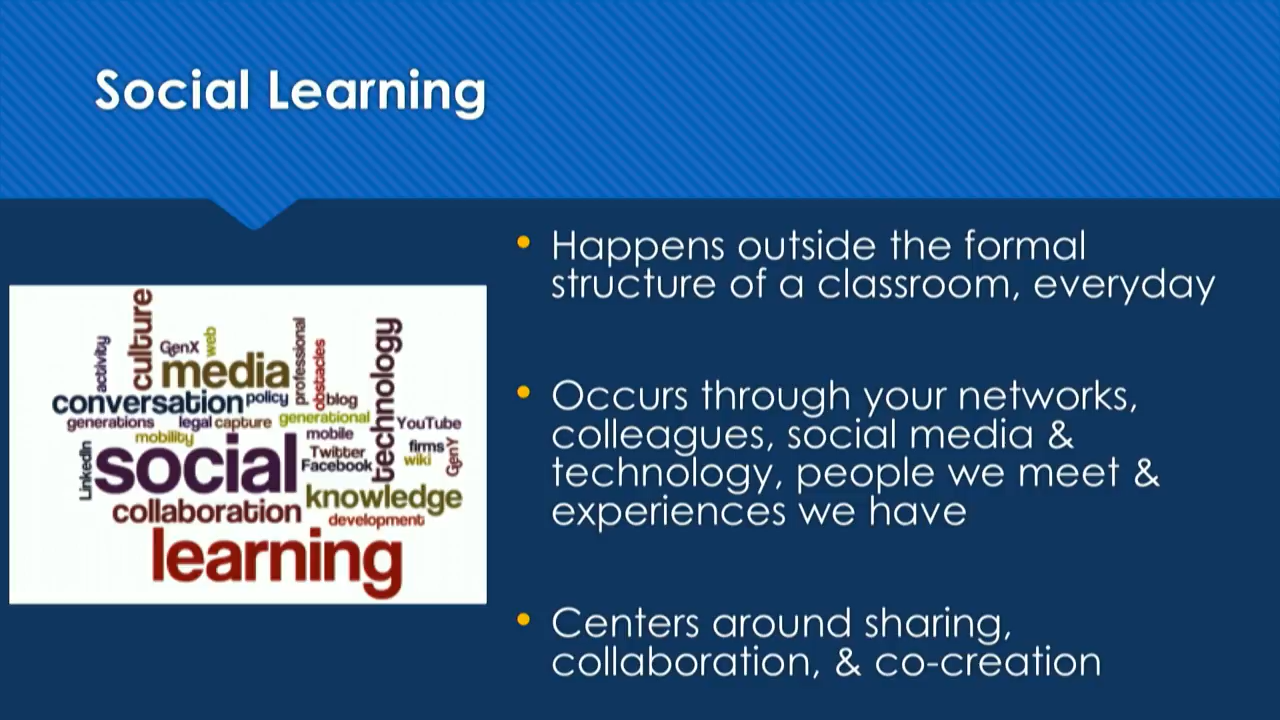 Social Learning
Happens outside the formal
structure of a classroom, everyday
Occurs through your networks,
colleagues, social media &
technology, people we meet &
experiences we have
Centers around sharing,
collaboration, & co-creation
culture
activity
GenX
web
media
professional
obstacles
technology
conversation
policy
blog
generations
legal
capture
generational
YouTube
mobility
mobile
LinkedIn
social
Twitter
Facebook
firms
wiki
GenY
knowledge
collaboration
development
learning